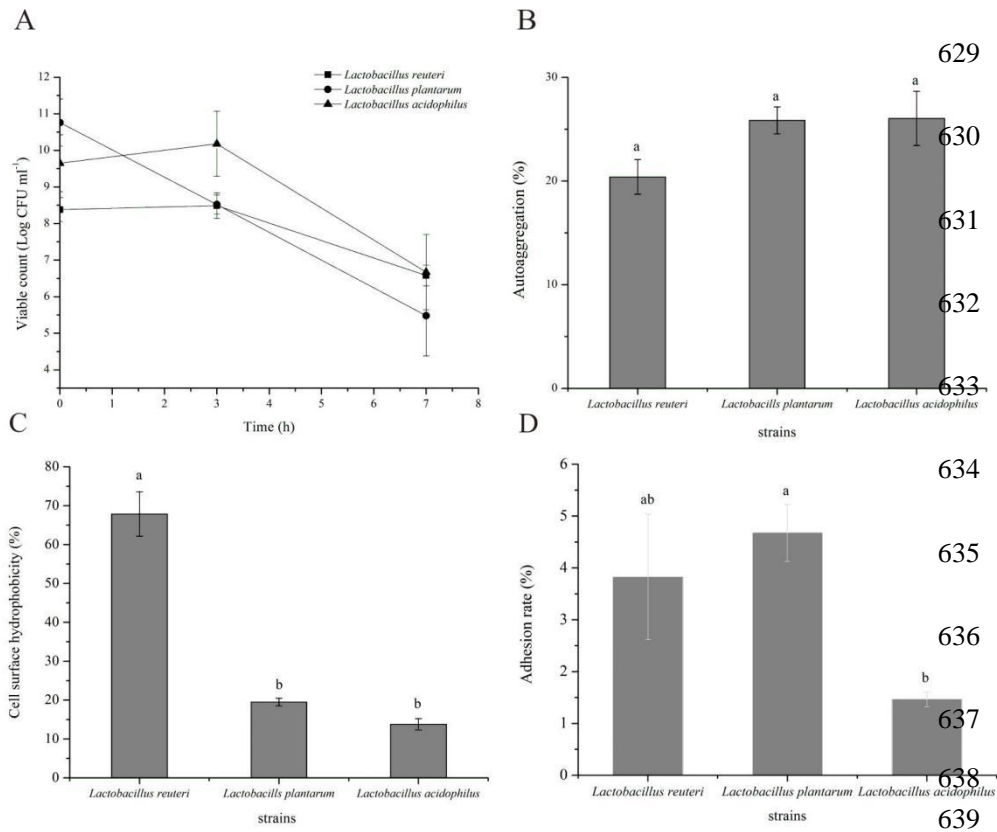 A
12
11
10
9
8
7
6
5
4
Viable count (Log CFU ml⁻¹)
Lactobacillus reuteri
Lactobacillus plantarum
Lactobacillus acidophilus
0 1 2 3 4 5 6 7 8
Time (h)
B
30
20
10
0
Autoaggregation (%)
a
a
a
Lactobacillus reuteri Lactobacills plantarum Lactobacillus acidophilus
strains
C
80
70
60
50
40
30
20
10
0
Cell surface hydrophobicity (%)
a
b
b
Lactobacillus reuteri Lactobacills plantarum Lactobacillus acidophilus
strains
D
6
5
4
3
2
1
0
Adhesion rate (%)
ab
a
b
Lactobacillus reuteri Lactobacillus plantarum Lactobacillus acidophilus
strains
629
630
631
632
633
634
635
636
637
638
639